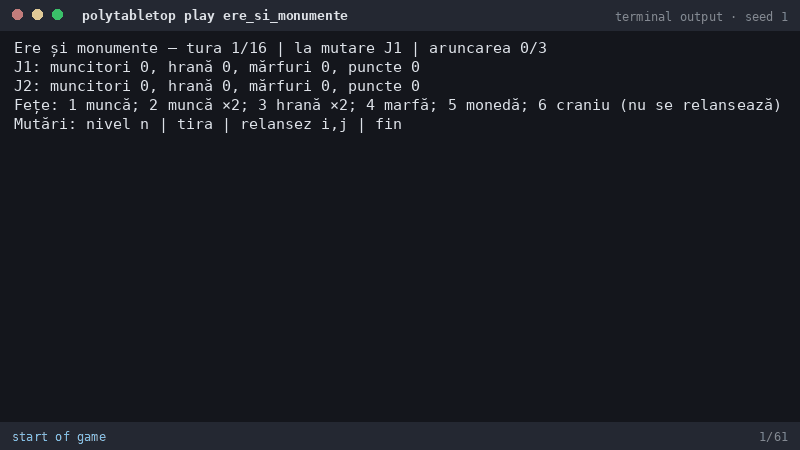 polytabletop play ere_si_monumente
terminal output · seed 1
Ere și monumente — tura 1/16 | la mutare J1 | aruncarea 0/3
J1: muncitori 0, hrană 0, mărfuri 0, puncte 0
J2: muncitori 0, hrană 0, mărfuri 0, puncte 0
Fețe: 1 muncă; 2 muncă ×2; 3 hrană ×2; 4 marfă; 5 monedă; 6 craniu (nu se relansează)
Mutări: nivel n | tira | relansez i,j | fin
start of game
1/61